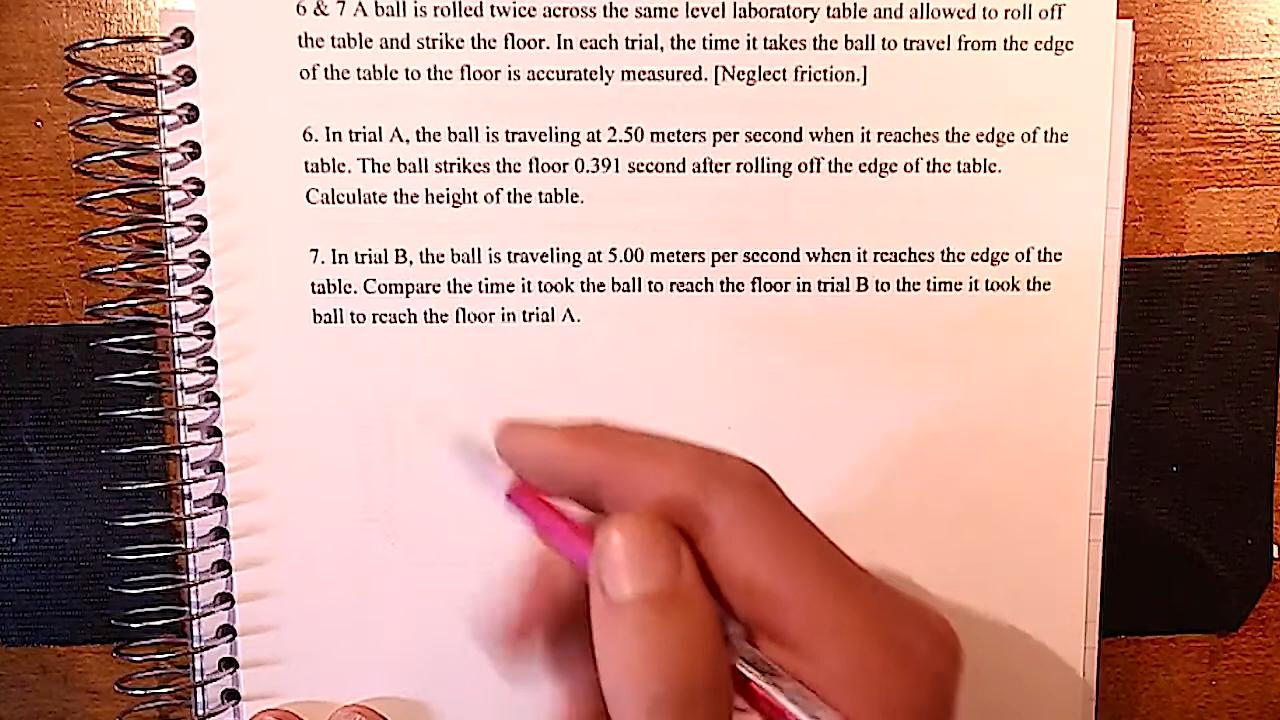 6 & 7 A ball is rolled twice across the same level laboratory table and allowed to roll off
the table and strike the floor. In each trial, the time it takes the ball to travel from the edge
of the table to the floor is accurately measured. [Neglect friction.]
6. In trial A, the ball is traveling at 2.50 meters per second when it reaches the edge of the
table. The ball strikes the floor 0.391 second after rolling off the edge of the table.
Calculate the height of the table.
7. In trial B, the ball is traveling at 5.00 meters per second when it reaches the edge of the
table. Compare the time it took the ball to reach the floor in trial B to the time it took the
ball to reach the floor in trial A.